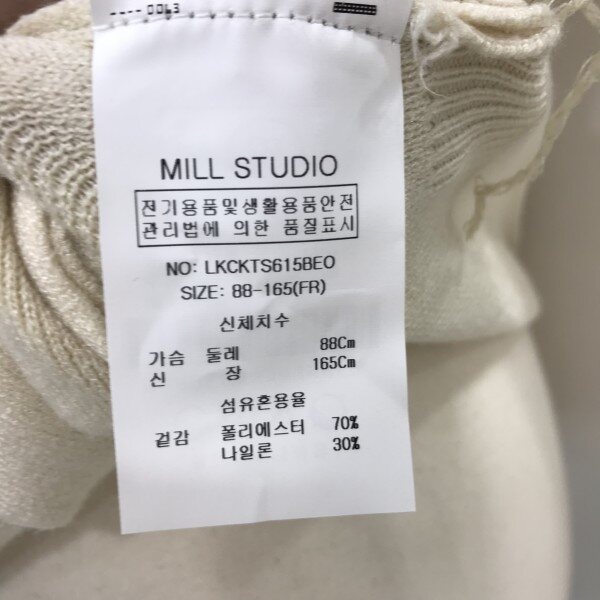 MILL STUDIO
전기용품및생활용품안전
관리법에 의한 품질표시
NO: LKCKTS615BEO
SIZE: 88-165(FR)
신체치수
가슴 둘레 88Cm
신 장 165Cm
섬유혼용율
겉감 폴리에스터 70%
나일론 30%